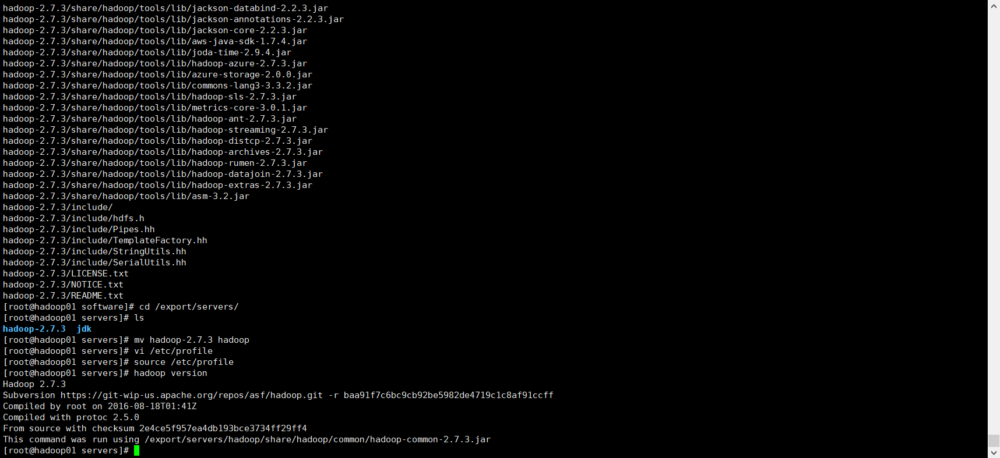 hadoop-2.7.3/share/hadoop/tools/lib/jackson-databind-2.2.3.jar
hadoop-2.7.3/share/hadoop/tools/lib/jackson-annotations-2.2.3.jar
hadoop-2.7.3/share/hadoop/tools/lib/jackson-core-2.2.3.jar
hadoop-2.7.3/share/hadoop/tools/lib/aws-java-sdk-1.7.4.jar
hadoop-2.7.3/share/hadoop/tools/lib/joda-time-2.9.4.jar
hadoop-2.7.3/share/hadoop/tools/lib/hadoop-azure-2.7.3.jar
hadoop-2.7.3/share/hadoop/tools/lib/azure-storage-2.0.0.jar
hadoop-2.7.3/share/hadoop/tools/lib/commons-lang3-3.3.2.jar
hadoop-2.7.3/share/hadoop/tools/lib/hadoop-sls-2.7.3.jar
hadoop-2.7.3/share/hadoop/tools/lib/metrics-core-3.0.1.jar
hadoop-2.7.3/share/hadoop/tools/lib/hadoop-ant-2.7.3.jar
hadoop-2.7.3/share/hadoop/tools/lib/hadoop-streaming-2.7.3.jar
hadoop-2.7.3/share/hadoop/tools/lib/hadoop-distcp-2.7.3.jar
hadoop-2.7.3/share/hadoop/tools/lib/hadoop-archives-2.7.3.jar
hadoop-2.7.3/share/hadoop/tools/lib/hadoop-rumen-2.7.3.jar
hadoop-2.7.3/share/hadoop/tools/lib/hadoop-datajoin-2.7.3.jar
hadoop-2.7.3/share/hadoop/tools/lib/hadoop-extras-2.7.3.jar
hadoop-2.7.3/share/hadoop/tools/lib/asm-3.2.jar
hadoop-2.7.3/include/
hadoop-2.7.3/include/hdfs.h
hadoop-2.7.3/include/Pipes.hh
hadoop-2.7.3/include/TemplateFactory.hh
hadoop-2.7.3/include/StringUtils.hh
hadoop-2.7.3/include/SerialUtils.hh
hadoop-2.7.3/LICENSE.txt
hadoop-2.7.3/NOTICE.txt
hadoop-2.7.3/README.txt
[root@hadoop01 software]# cd /export/servers/
[root@hadoop01 servers]# ls
hadoop-2.7.3  jdk
[root@hadoop01 servers]# mv hadoop-2.7.3 hadoop
[root@hadoop01 servers]# vi /etc/profile
[root@hadoop01 servers]# source /etc/profile
[root@hadoop01 servers]# hadoop version
Hadoop 2.7.3
Subversion https://git-wip-us.apache.org/repos/asf/hadoop.git -r baa91f7c6bc9cb92be5982de4719c1c8af91ccff
Compiled by root on 2016-08-18T01:41Z
Compiled with protoc 2.5.0
From source with checksum 2e4ce5f957ea4db193bce3734ff29ff4
This command was run using /export/servers/hadoop/share/hadoop/common/hadoop-common-2.7.3.jar
[root@hadoop01 servers]#